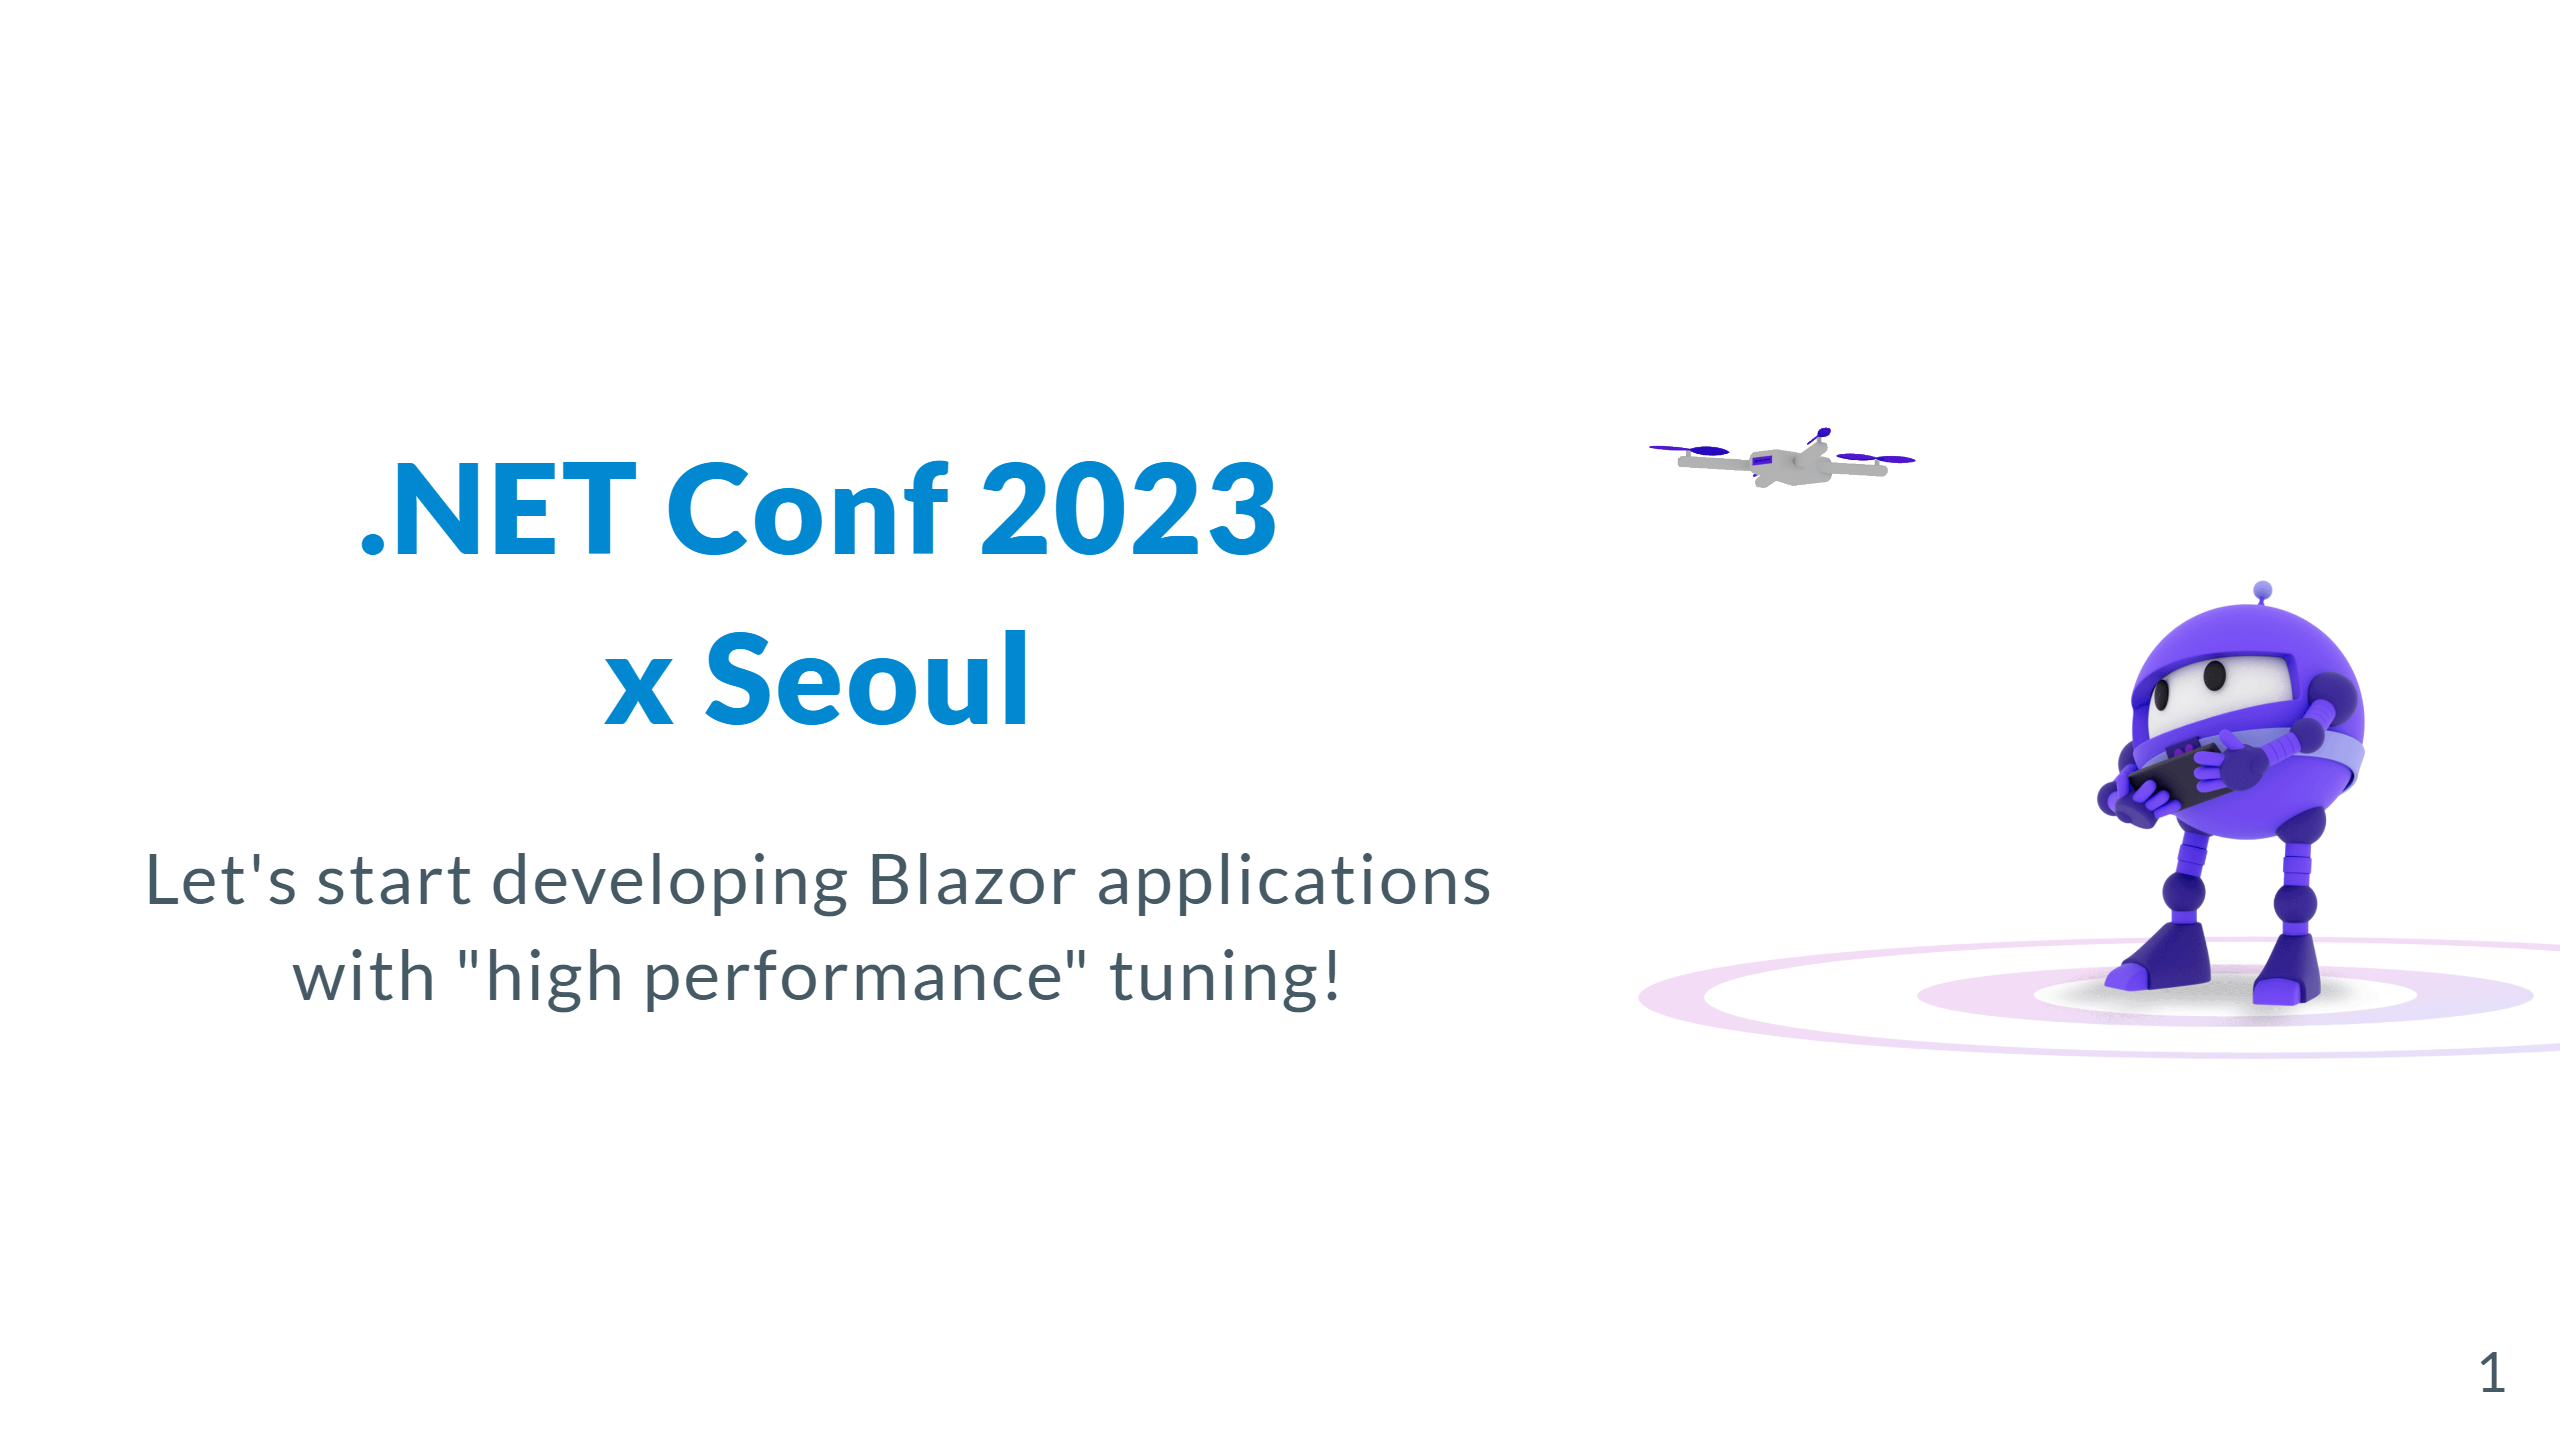 .NET Conf 2023
x Seoul
Let's start developing Blazor applications
with "high performance" tuning!
1